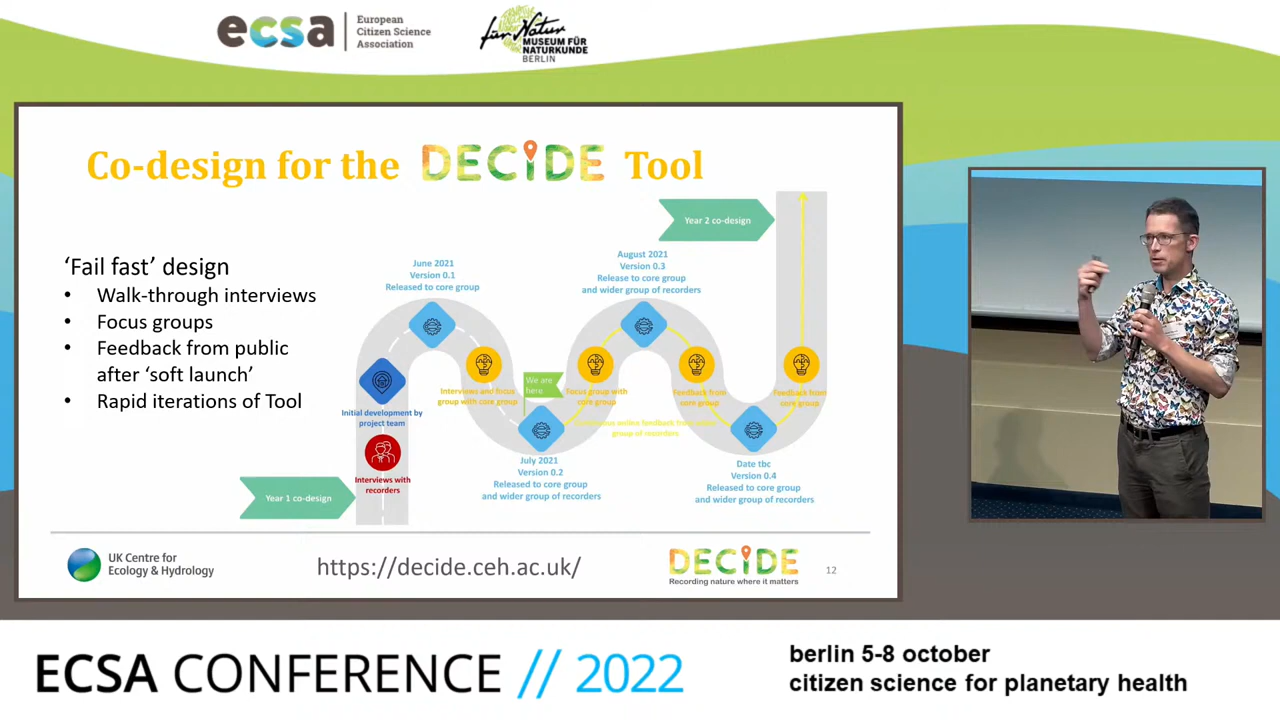 ecsa
European
Citizen Science
Association
für Natur
MUSEUM FÜR
NATURKUNDE
BERLIN
Co-design for the DECIDE Tool
Year 2 co-design
'Fail fast' design
• Walk-through interviews
• Focus groups
• Feedback from public
after 'soft launch'
• Rapid iterations of Tool
June 2021
Version 0.1
Released to core group
August 2021
Version 0.3
Release to core group
and wider group of recorders
Interviews and focus
group with core group
We are
here
Focus group with
core group
Feedback from
core group
Feedback from
core group
Initial development by
project team
online feedback from
group of recorders
Interviews with
recorders
July 2021
Version 0.2
Released to core group
and wider group of recorders
Date tbc
Version 0.4
Released to core group
and wider group of recorders
Year 1 co-design
UK Centre for
Ecology & Hydrology
https://decide.ceh.ac.uk/
DECIDE
Recording nature where it matters
12
ECSA CONFERENCE // 2022
berlin 5-8 october
citizen science for planetary health